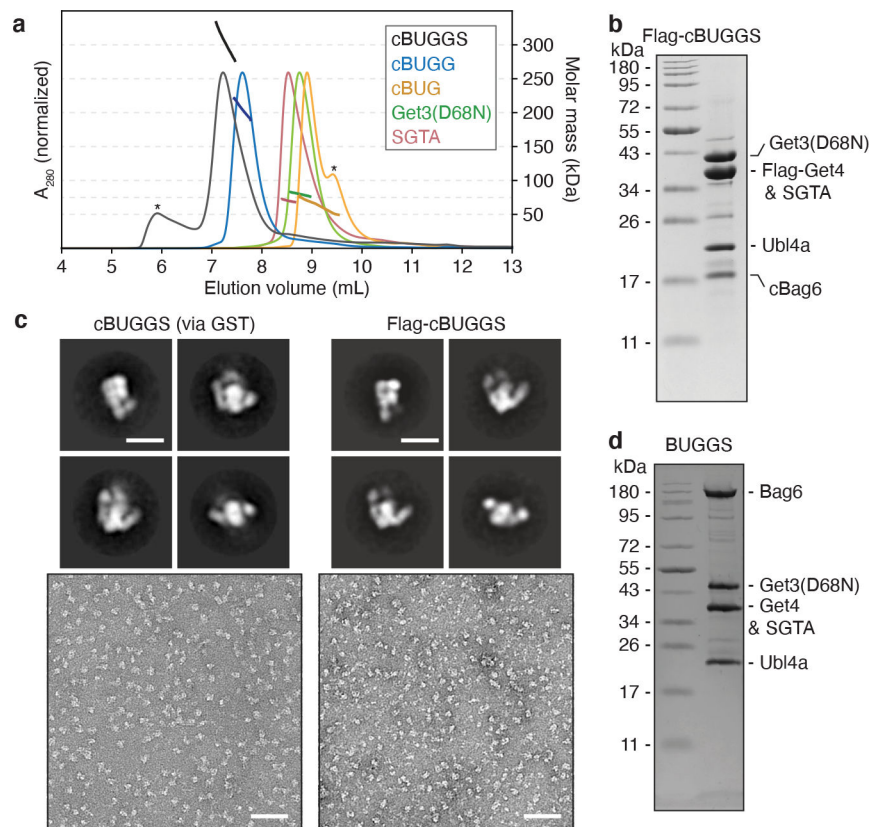 a
A280 (normalized)
cBUGGS
cBUGG
cBUG
Get3(D68N)
SGTA
*
*
300
250
200
150
100
50
Molar mass (kDa)
4 5 6 7 8 9 10 11 12 13
Elution volume (mL)
b
Flag-cBUGGS
kDa
180 -
95 -
72 -
55 -
43 -
34 -
26 -
17 -
11 -
Get3(D68N)
- Flag-Get4
& SGTA
- Ubl4a
cBag6
c
cBUGGS (via GST)
Flag-cBUGGS
d
BUGGS
kDa
180 -
95 -
72 -
55 -
43 -
34 -
26 -
17 -
11 -
- Bag6
- Get3(D68N)
- Get4
& SGTA
- Ubl4a